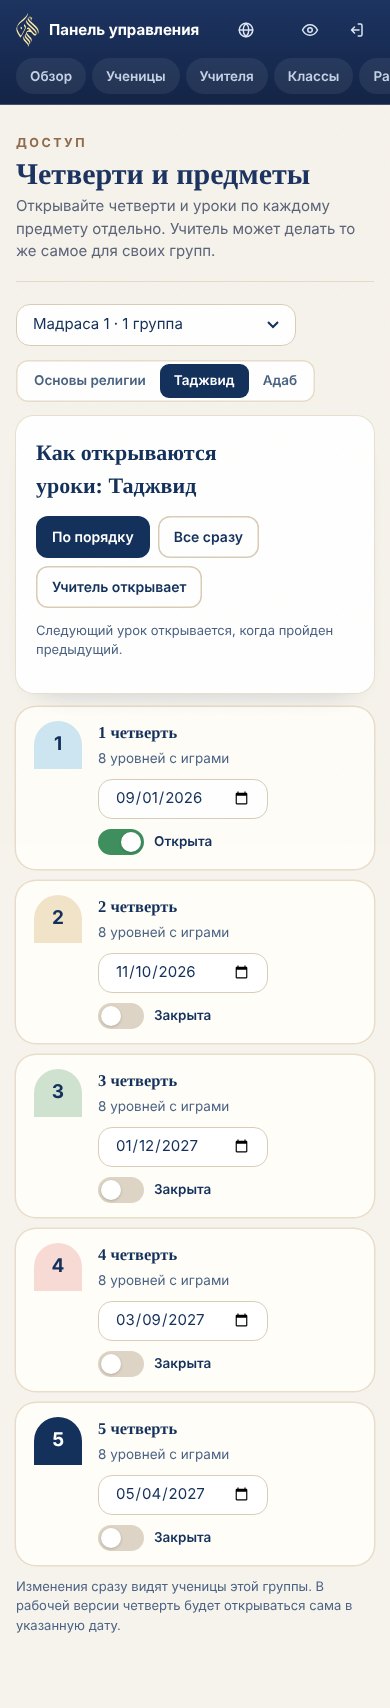 Панель управления
Обзор
Ученицы
Учителя
Классы
Ра
ДОСТУП
Четверти и предметы
Открывайте четверти и уроки по каждому
предмету отдельно. Учитель может делать то
же самое для своих групп.
Мадраса 1 · 1 группа
Основы религии
Таджвид
Адаб
Как открываются
уроки: Таджвид
По порядку
Все сразу
Учитель открывает
Следующий урок открывается, когда пройден
предыдущий.
1
1 четверть
8 уровней с играми
09/01/2026
Открыта
2
2 четверть
8 уровней с играми
11/10/2026
Закрыта
3
3 четверть
8 уровней с играми
01/12/2027
Закрыта
4
4 четверть
8 уровней с играми
03/09/2027
Закрыта
5
5 четверть
8 уровней с играми
05/04/2027
Закрыта
Изменения сразу видят ученицы этой группы. В
рабочей версии четверть будет открываться сама в
указанную дату.